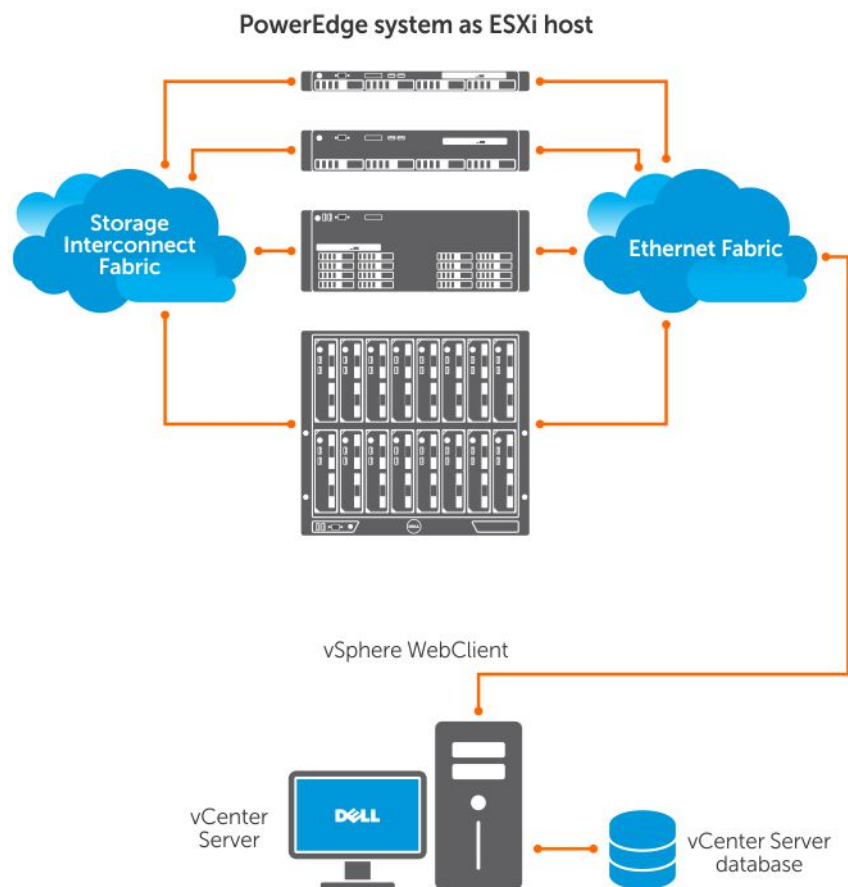 PowerEdge system as ESXi host
Storage
Interconnect
Fabric
Ethernet Fabric
DELL
vSphere WebClient
DELL
vCenter
Server
vCenter Server
database